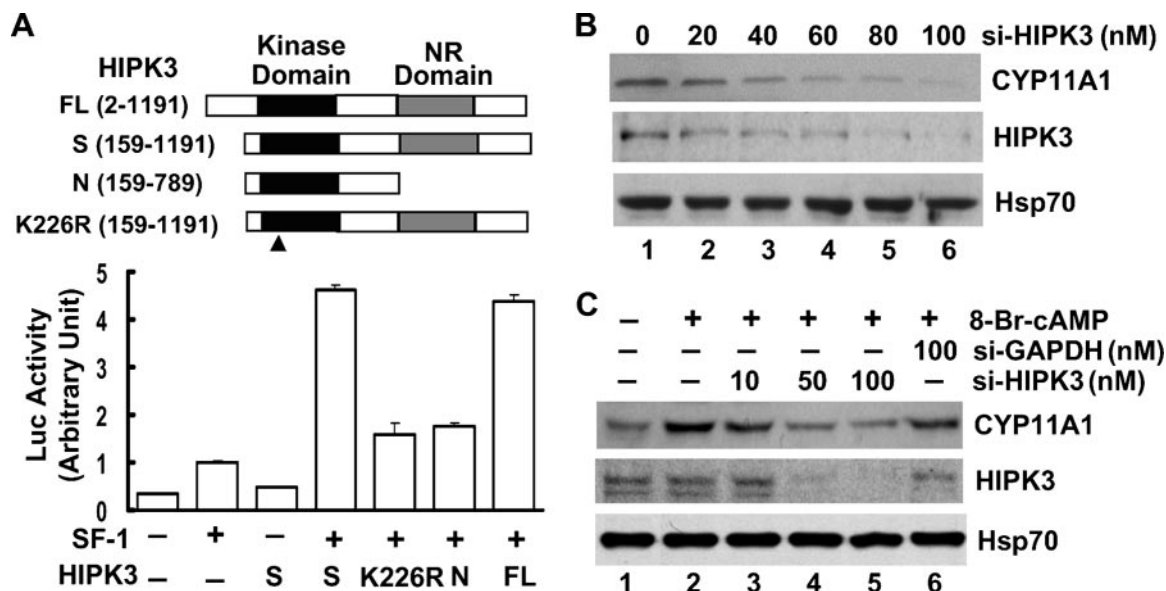 A
HIPK3
Kinase Domain
NR Domain
FL (2-1191)
S (159-1191)
N (159-789)
K226R (159-1191)
Luc Activity (Arbitrary Unit)
5
4
3
2
1
0
SF-1 – + – + + + +
HIPK3 – – S S K226R N FL
B
0 20 40 60 80 100 si-HIPK3 (nM)
CYP11A1
HIPK3
Hsp70
1 2 3 4 5 6
C
– + + + + + 8-Br-cAMP
– – – – – 100 si-GAPDH (nM)
– – 10 50 100 – si-HIPK3 (nM)
CYP11A1
HIPK3
Hsp70
1 2 3 4 5 6